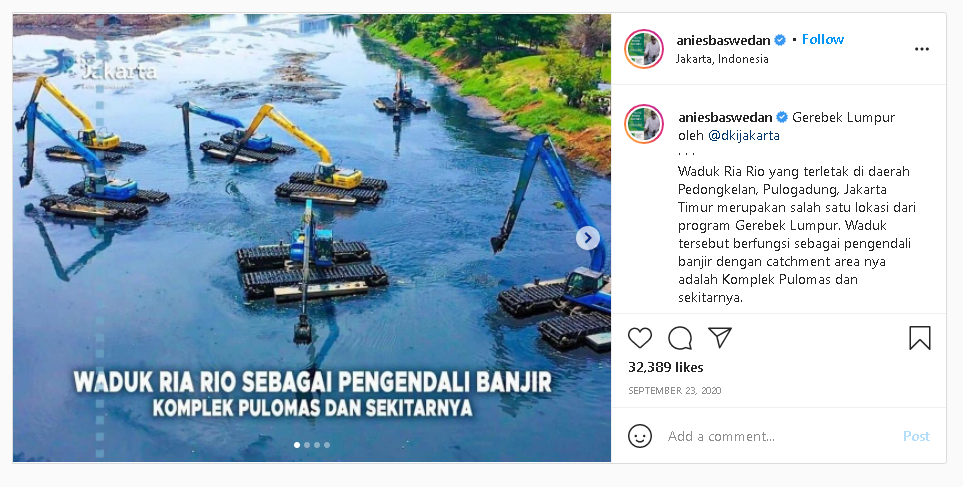 Jakarta
WADUK RIA RIO SEBAGAI PENGENDALI BANJIR
KOMPLEK PULOMAS DAN SEKITARNYA
aniesbaswedan • Follow
Jakarta, Indonesia
aniesbaswedan Gerebek Lumpur
oleh @dkijakarta
...
Waduk Ria Rio yang terletak di daerah
Pedongkelan, Pulogadung, Jakarta
Timur merupakan salah satu lokasi dari
program Gerebek Lumpur. Waduk
tersebut berfungsi sebagai pengendali
banjir dengan catchment area nya
adalah Komplek Pulomas dan
sekitarnya.
32,389 likes
SEPTEMBER 23, 2020
Add a comment...
Post